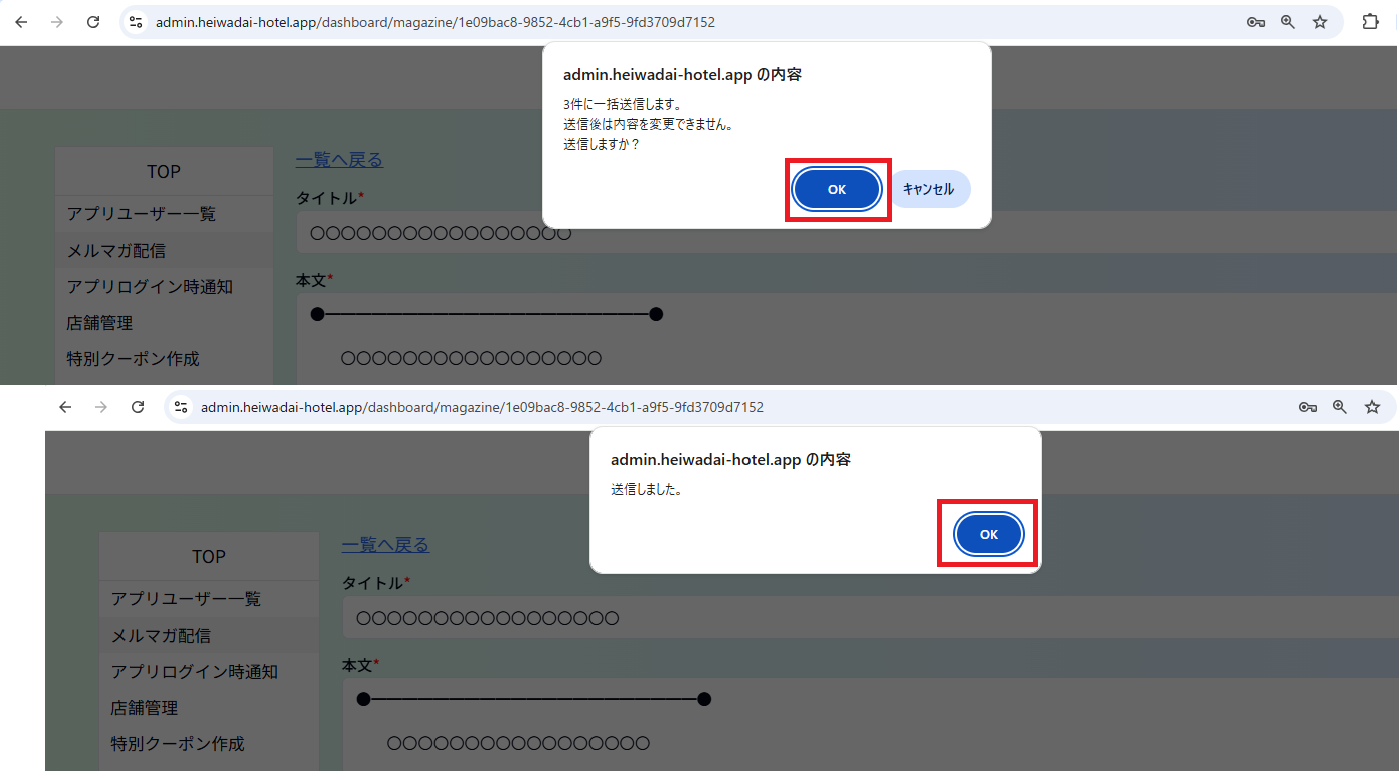 admin.heiwadai-hotel.app/dashboard/magazine/1e09bac8-9852-4cb1-a9f5-9fd3709d7152
admin.heiwadai-hotel.app の内容
3件に一括送信します。
送信後は内容を変更できません。
送信しますか？
OK
キャンセル
TOP
アプリユーザー一覧
メルマガ配信
アプリログイン時通知
店舗管理
特別クーポン作成
一覧へ戻る
タイトル*
〇〇〇〇〇〇〇〇〇〇〇〇〇〇〇〇〇
本文*
●━━━━━━━━━━━━━━━━━━━━━●
〇〇〇〇〇〇〇〇〇〇〇〇〇〇〇〇〇
admin.heiwadai-hotel.app/dashboard/magazine/1e09bac8-9852-4cb1-a9f5-9fd3709d7152
admin.heiwadai-hotel.app の内容
送信しました。
OK
TOP
アプリユーザー一覧
メルマガ配信
アプリログイン時通知
店舗管理
特別クーポン作成
一覧へ戻る
タイトル*
〇〇〇〇〇〇〇〇〇〇〇〇〇〇〇〇〇
本文*
●━━━━━━━━━━━━━━━━━━━━━●
〇〇〇〇〇〇〇〇〇〇〇〇〇〇〇〇〇